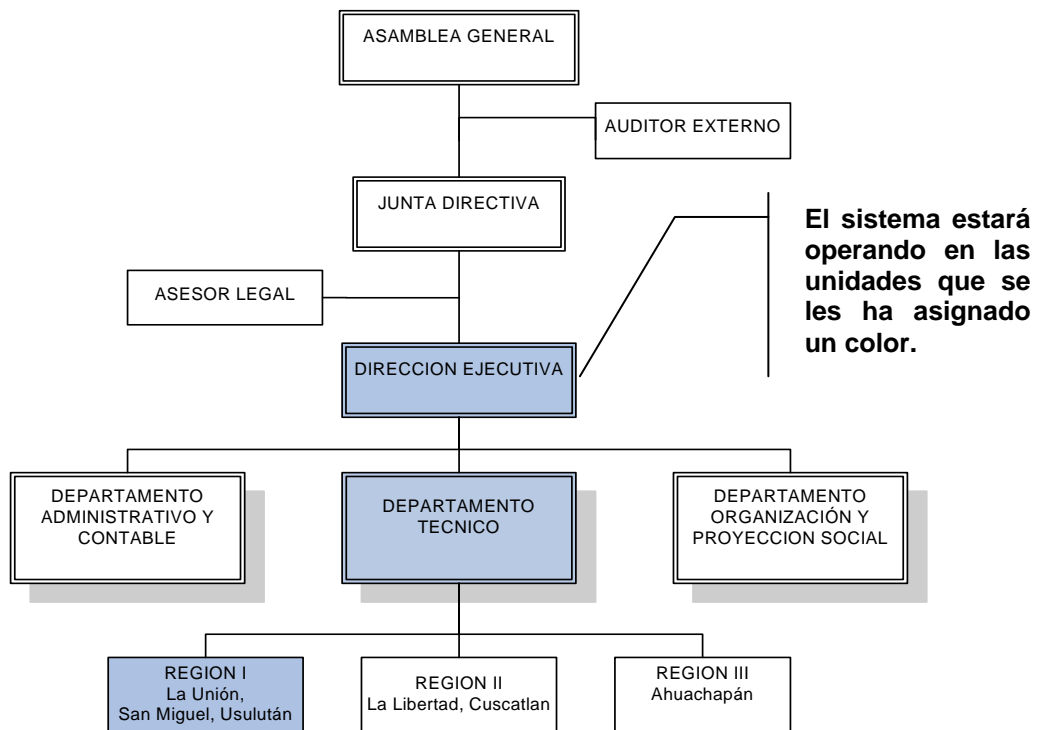 ASAMBLEA GENERAL
AUDITOR EXTERNO
JUNTA DIRECTIVA
El sistema estará
operando en las
unidades que se
les ha asignado
un color.
ASESOR LEGAL
DIRECCION EJECUTIVA
DEPARTAMENTO
ADMINISTRATIVO Y
CONTABLE
DEPARTAMENTO
TECNICO
DEPARTAMENTO
ORGANIZACIÓN Y
PROYECCION SOCIAL
REGION I
La Unión,
San Miguel, Usulután
REGION II
La Libertad, Cuscatlan
REGION III
Ahuachapán